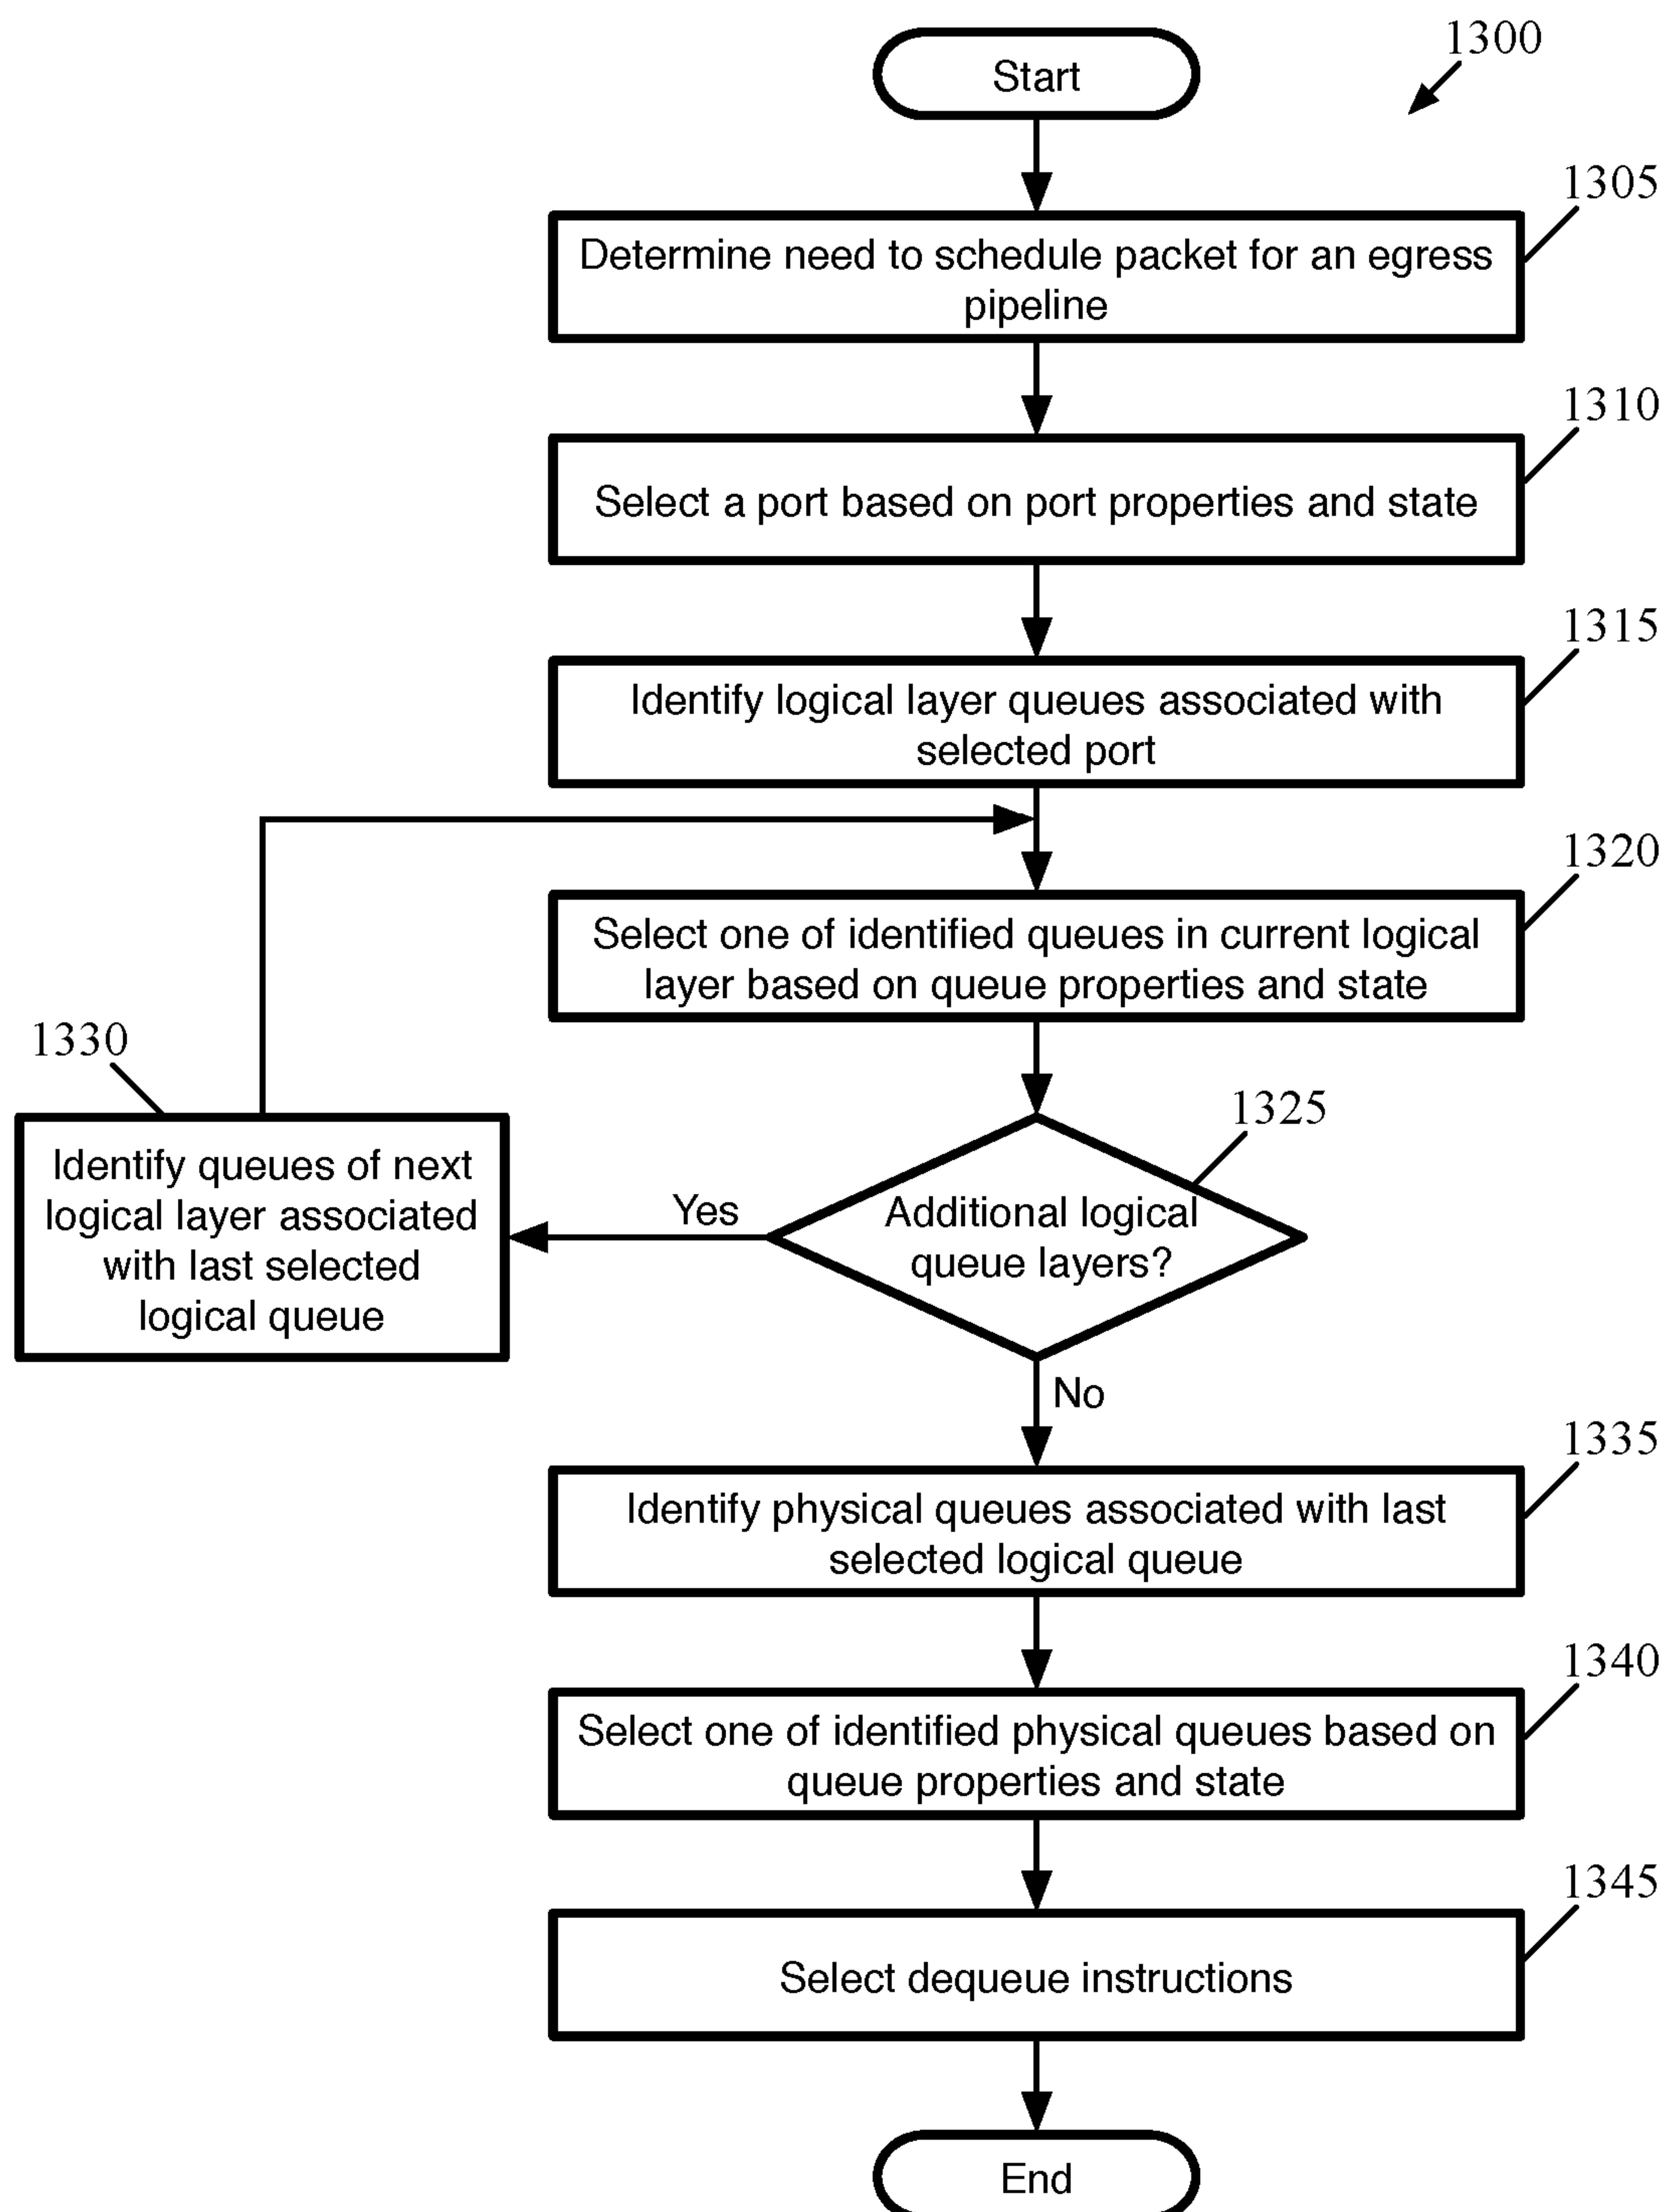 1300
Start
1305
Determine need to schedule packet for an egress
pipeline
1310
Select a port based on port properties and state
1315
Identify logical layer queues associated with
selected port
1320
Select one of identified queues in current logical
layer based on queue properties and state
1330
Identify queues of next
logical layer associated
with last selected
logical queue
Yes
1325
Additional logical
queue layers?
No
1335
Identify physical queues associated with last
selected logical queue
1340
Select one of identified physical queues based on
queue properties and state
1345
Select dequeue instructions
End